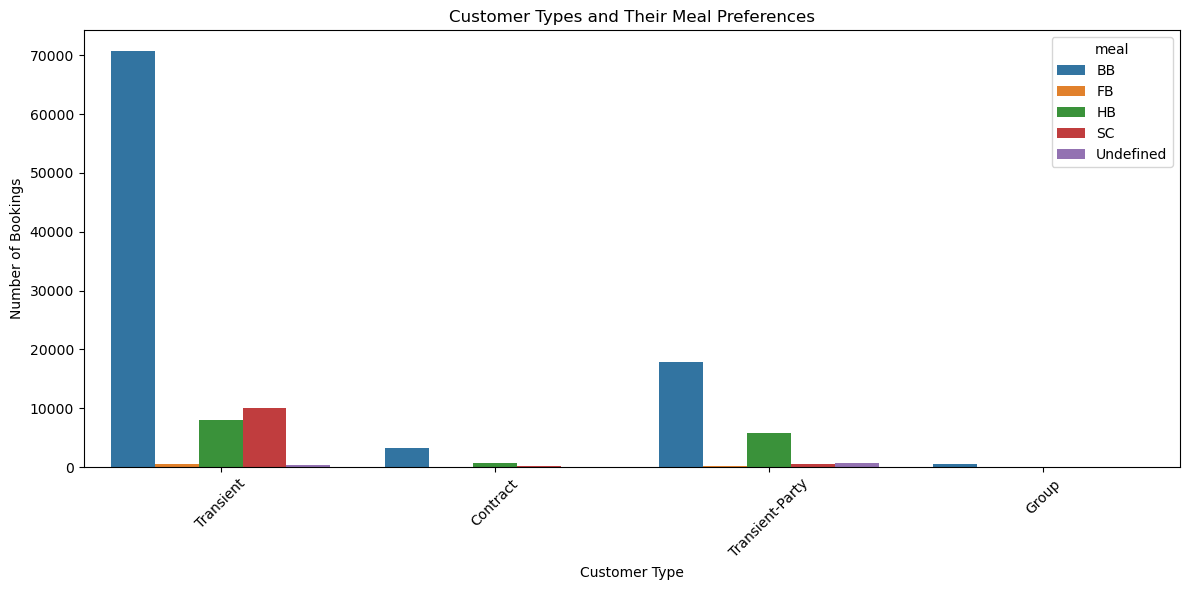 Customer Types and Their Meal Preferences
meal
BB
FB
HB
SC
Undefined
Number of Bookings
70000
60000
50000
40000
30000
20000
10000
0
Transient
Contract
Transient-Party
Group
Customer Type